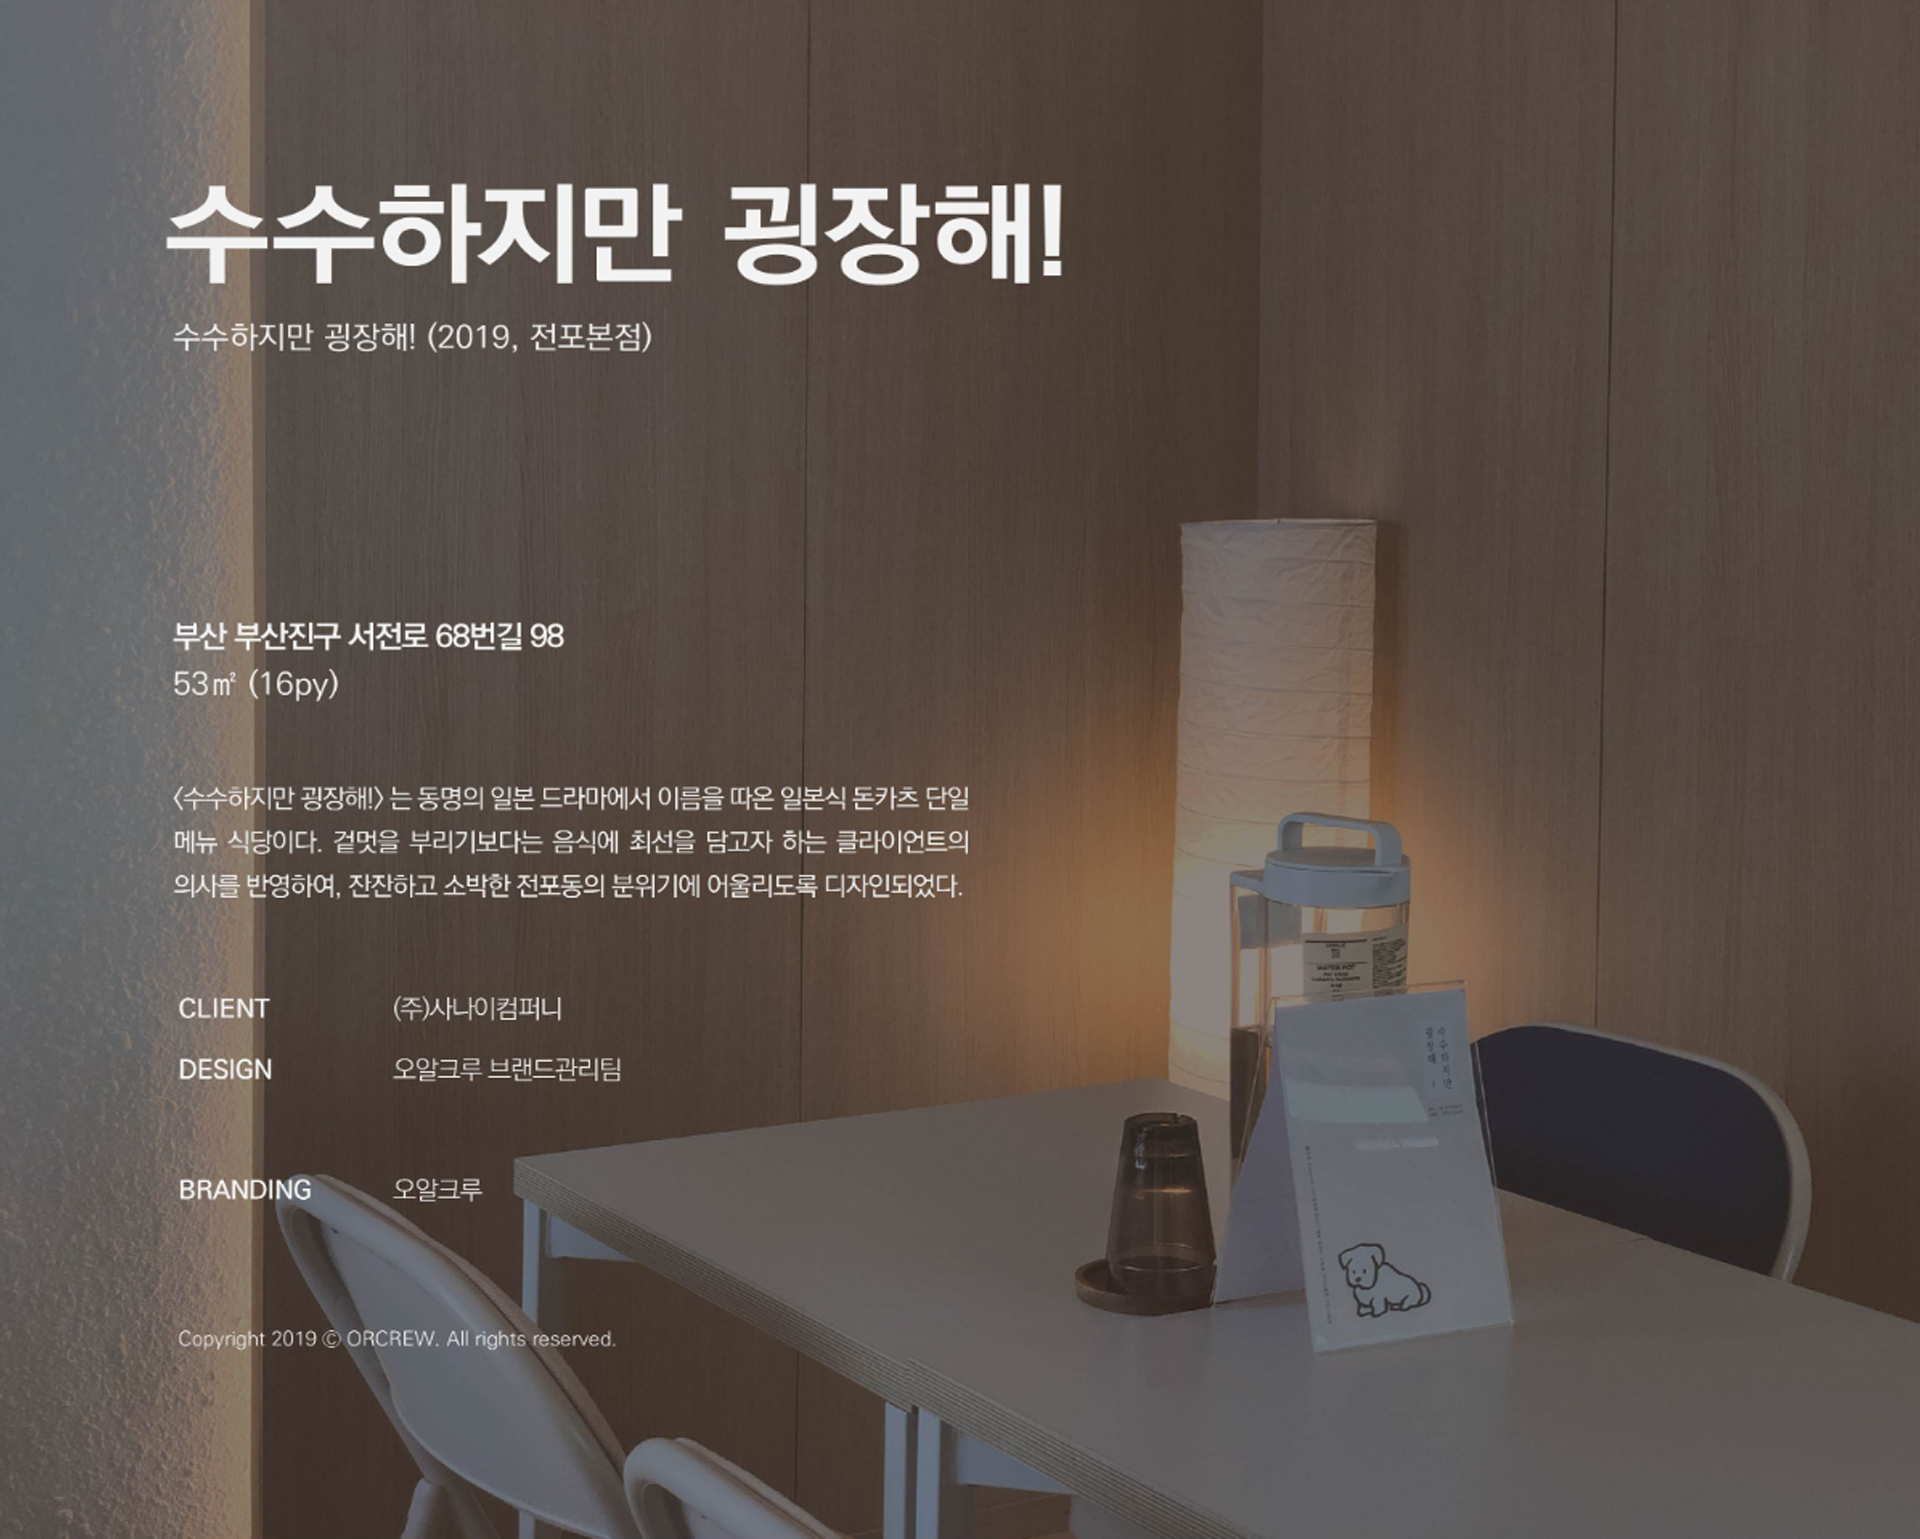 수수하지만 굉장해!
수수하지만 굉장해! (2019, 전포본점)
부산 부산진구 서전로 68번길 98
53㎡ (16py)
〈수수하지만 굉장해!〉 는 동명의 일본 드라마에서 이름을 따온 일본식 돈카츠 단일
메뉴 식당이다. 겉멋을 부리기보다는 음식에 최선을 담고자 하는 클라이언트의
의사를 반영하여, 잔잔하고 소박한 전포동의 분위기에 어울리도록 디자인되었다.
CLIENT (주)사나이컴퍼니
DESIGN 오알크루 브랜드관리팀
BRANDING 오알크루
Copyright 2019 ⓒ ORCREW. All rights reserved.
WATER POT
수수하지만
굉장해!